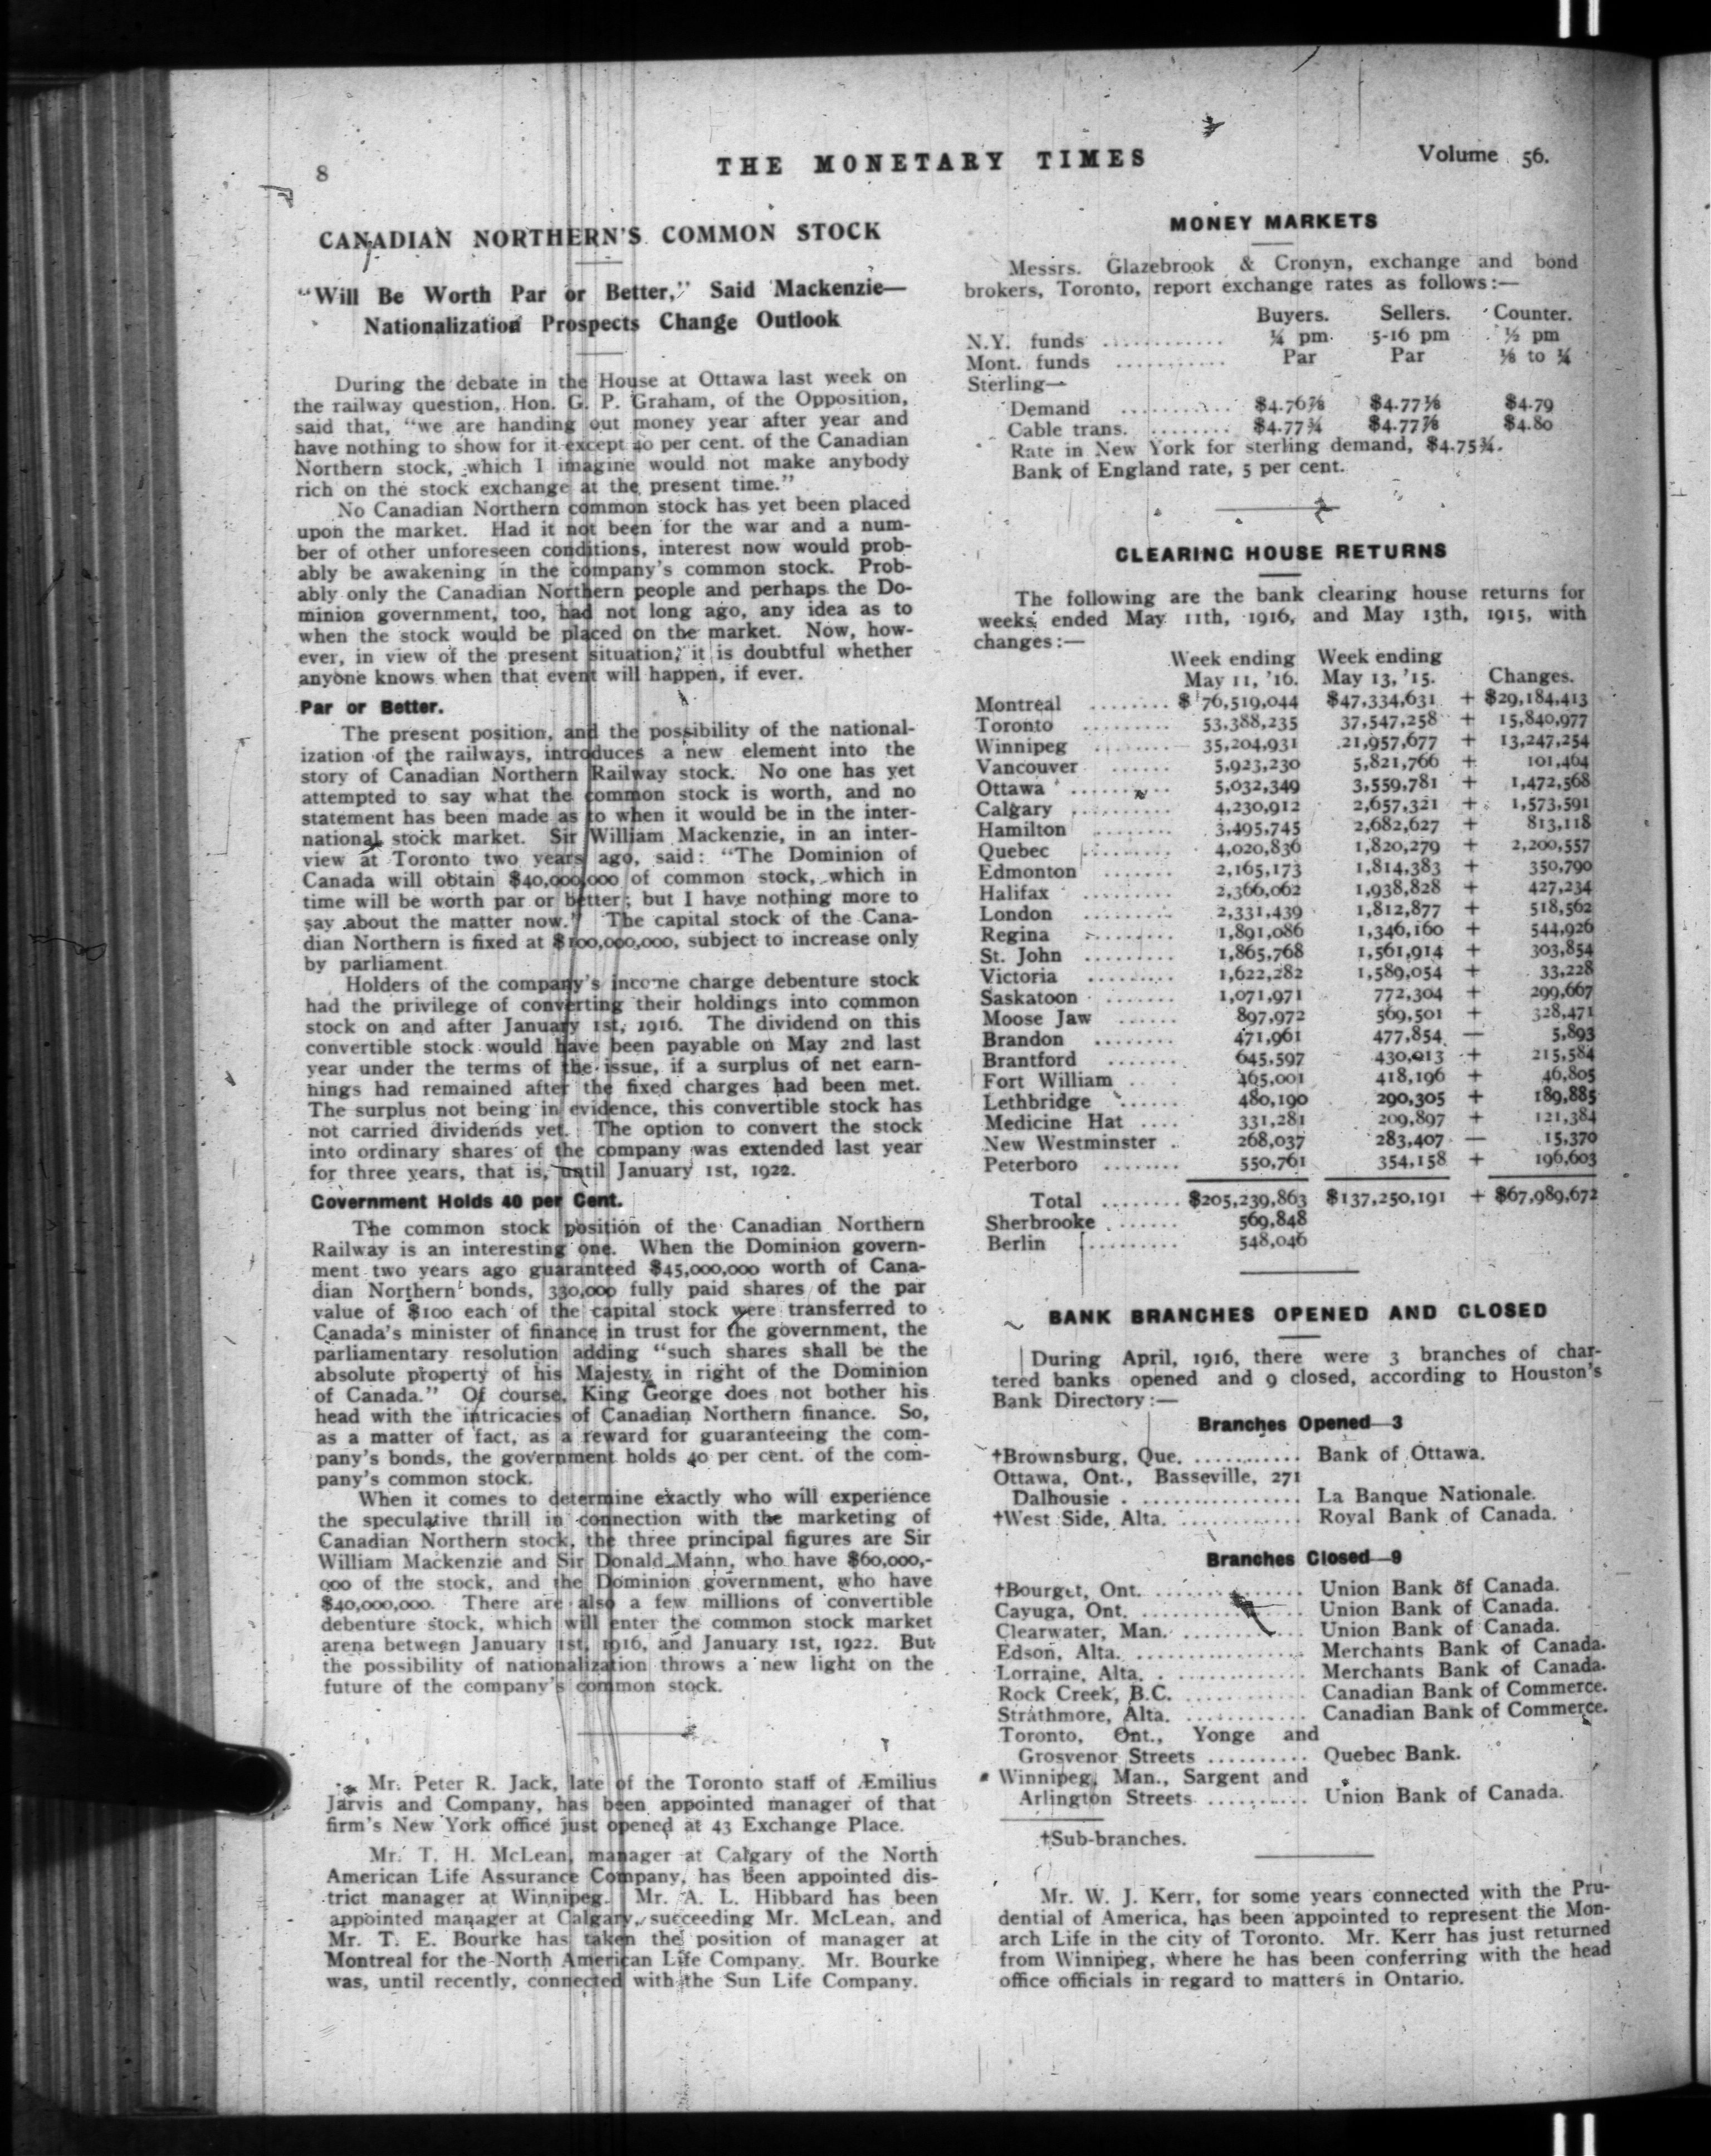 8
THE MONETARY TIMES
Volume 56.
CANADIAN NORTHERN'S COMMON STOCK
"Will Be Worth Par or Better," Said Mackenzie—
Nationalization Prospects Change Outlook
During the debate in the House at Ottawa last week on
the railway question, Hon. G. P. Graham, of the Opposition,
said that, "we are handing out money year after year and
have nothing to show for it except 40 per cent. of the Canadian
Northern stock, which I imagine would not make anybody
rich on the stock exchange at the present time."
No Canadian Northern common stock has yet been placed
upon the market. Had it not been for the war and a num-
ber of other unforeseen conditions, interest now would prob-
ably be awakening in the company's common stock. Prob-
ably only the Canadian Northern people and perhaps the Do-
minion government, too, had not long ago, any idea as to
when the stock would be placed on the market. Now, how-
ever, in view of the present situation, it is doubtful whether
anyone knows when that event will happen, if ever.
Par or Better.
The present position, and the possibility of the national-
ization of the railways, introduces a new element into the
story of Canadian Northern Railway stock. No one has yet
attempted to say what the common stock is worth, and no
statement has been made as to when it would be in the inter-
national stock market. Sir William Mackenzie, in an inter-
view at Toronto two years ago, said: "The Dominion of
Canada will obtain $40,000,000 of common stock, which in
time will be worth par or better; but I have nothing more to
say about the matter now." The capital stock of the Cana-
dian Northern is fixed at $100,000,000, subject to increase only
by parliament
Holders of the company's income charge debenture stock
had the privilege of converting their holdings into common
stock on and after January 1st, 1916. The dividend on this
convertible stock would have been payable on May 2nd last
year under the terms of the issue, if a surplus of net earn-
hings had remained after the fixed charges had been met.
The surplus not being in evidence, this convertible stock has
not carried dividends yet. The option to convert the stock
into ordinary shares of the company was extended last year
for three years, that is, until January 1st, 1922.
Government Holds 40 per Cent.
The common stock position of the Canadian Northern
Railway is an interesting one. When the Dominion govern-
ment two years ago guaranteed $45,000,000 worth of Cana-
dian Northern bonds, 330,000 fully paid shares of the par
value of $100 each of the capital stock were transferred to
Canada's minister of finance in trust for the government, the
parliamentary resolution adding "such shares shall be the
absolute property of his Majesty in right of the Dominion
of Canada." Of course, King George does not bother his
head with the intricacies of Canadian Northern finance. So,
as a matter of fact, as a reward for guaranteeing the com-
pany's bonds, the government holds 40 per cent. of the com-
pany's common stock.
When it comes to determine exactly who will experience
the speculative thrill in connection with the marketing of
Canadian Northern stock, the three principal figures are Sir
William Mackenzie and Sir Donald Mann, who have $60,000,-
000 of the stock, and the Dominion government, who have
$40,000,000. There are also a few millions of convertible
debenture stock, which will enter the common stock market
arena between January 1st, 1916, and January 1st, 1922. But
the possibility of nationalization throws a new light on the
future of the company's common stock.
Mr. Peter R. Jack, late of the Toronto staff of Æmilius
Jarvis and Company, has been appointed manager of that
firm's New York office just opened at 43 Exchange Place.
Mr. T. H. McLean, manager at Calgary of the North
American Life Assurance Company, has been appointed dis-
trict manager at Winnipeg. Mr. A. L. Hibbard has been
appointed manager at Calgary, succeeding Mr. McLean, and
Mr. T. E. Bourke has taken the position of manager at
Montreal for the North American Life Company. Mr. Bourke
was, until recently, connected with the Sun Life Company.
MONEY MARKETS
Messrs. Glazebrook & Cronyn, exchange and bond
brokers, Toronto, report exchange rates as follows:—
Buyers. Sellers. Counter.
N.Y. funds ............ ¼ pm 5-16 pm ½ pm
Mont. funds ........... Par Par ⅛ to ¼
Sterling—
Demand .......... $4.76⅞ $4.77⅛ $4.79
Cable trans. ........ $4.77¾ $4.77⅞ $4.80
Rate in New York for sterling demand, $4.75¾.
Bank of England rate, 5 per cent.
CLEARING HOUSE RETURNS
The following are the bank clearing house returns for
weeks ended May 11th, 1916, and May 13th, 1915, with
changes:—
Week ending Week ending
May 11, '16. May 13, '15. Changes.
Montreal ........ $ 76,519,044 $47,334,631 + $29,184,413
Toronto ......... 53,388,235 37,547,258 + 15,840,977
Winnipeg ........ 35,204,931 21,957,677 + 13,247,254
Vancouver ...... 5,923,230 5,821,766 + 101,464
Ottawa .......... 5,032,349 3,559,781 + 1,472,568
Calgary .......... 4,230,912 2,657,321 + 1,573,591
Hamilton ........ 3,495,745 2,682,627 + 813,118
Quebec ......... 4,020,836 1,820,279 + 2,200,557
Edmonton ....... 2,165,173 1,814,383 + 350,790
Halifax ......... 2,366,062 1,938,828 + 427,234
London ......... 2,331,439 1,812,877 + 518,562
Regina ......... 1,891,086 1,346,160 + 544,926
St. John ......... 1,865,768 1,561,914 + 303,854
Victoria ......... 1,622,282 1,589,054 + 33,228
Saskatoon ....... 1,071,971 772,304 + 299,667
Moose Jaw ...... 897,972 569,501 + 328,471
Brandon ........ 471,961 477,854 — 5,893
Brantford ....... 645,597 430,013 + 215,584
Fort William .... 465,001 418,196 + 46,805
Lethbridge ...... 480,190 290,305 + 189,885
Medicine Hat .... 331,281 209,897 + 121,384
New Westminster . 268,037 283,407 — 15,370
Peterboro ........ 550,761 354,158 + 196,603
Total ........ $205,239,863 $137,250,191 + $67,989,672
Sherbrooke ....... 569,848
Berlin .......... 548,046
BANK BRANCHES OPENED AND CLOSED
During April, 1916, there were 3 branches of char-
tered banks opened and 9 closed, according to Houston's
Bank Directory:—
Branches Opened—3
†Brownsburg, Que. ........... Bank of Ottawa.
Ottawa, Ont., Basseville, 271
Dalhousie . ................ La Banque Nationale.
†West Side, Alta. ............ Royal Bank of Canada.
Branches Closed—9
†Bourget, Ont. ............... Union Bank of Canada.
Cayuga, Ont. ................ Union Bank of Canada.
Clearwater, Man. ............ Union Bank of Canada.
Edson, Alta. ................. Merchants Bank of Canada.
Lorraine, Alta. . ............. Merchants Bank of Canada.
Rock Creek, B.C. ............ Canadian Bank of Commerce.
Strathmore, Alta. ............ Canadian Bank of Commerce.
Toronto, Ont., Yonge and
Grosvenor Streets .......... Quebec Bank.
Winnipeg, Man., Sargent and
Arlington Streets .......... Union Bank of Canada.
†Sub-branches.
Mr. W. J. Kerr, for some years connected with the Pru-
dential of America, has been appointed to represent the Mon-
arch Life in the city of Toronto. Mr. Kerr has just returned
from Winnipeg, where he has been conferring with the head
office officials in regard to matters in Ontario.